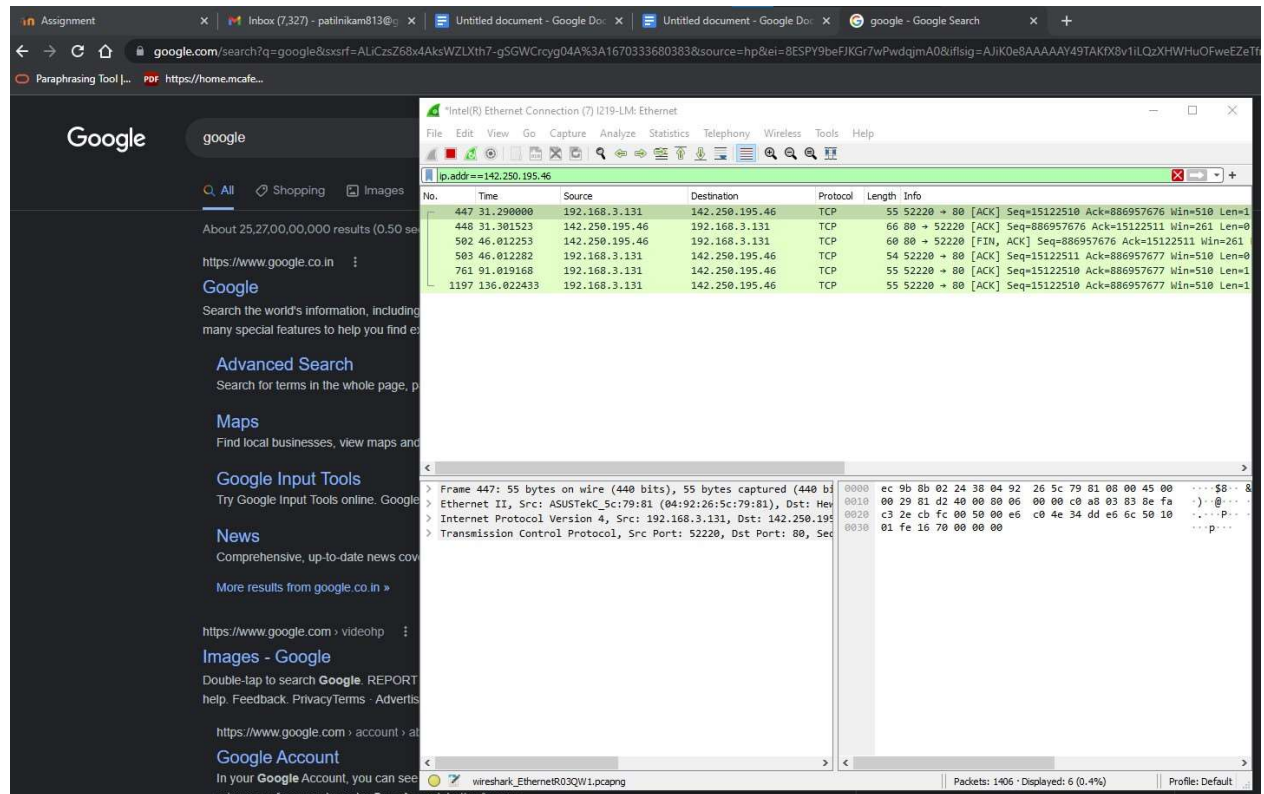 Assignment
Inbox (7,327) - patilnikam813@g
Untitled document - Google Doc
Untitled document - Google Doc
google - Google Search
google.com/search?q=google&sxsrf=ALiCzsZ68x4AksWZLXth7-gSGWCrcyg04A%3A1670333680383&source=hp&ei=8ESPY9beFJKGr7wPwdqjmA0&iflsig=AJiK0e8AAAAAY49TAKfX8v1iLQzXHWHuOFweEZeTf
Paraphrasing Tool |...
PDF https://home.mcafe...
Google
google
All Shopping Images
About 25,27,00,00,000 results (0.50 se
https://www.google.co.in
Google
Search the world's information, including
many special features to help you find e
Advanced Search
Search for terms in the whole page, p
Maps
Find local businesses, view maps and
Google Input Tools
Try Google Input Tools online. Google
News
Comprehensive, up-to-date news cov
More results from google.co.in »
https://www.google.com › videohp
Images - Google
Double-tap to search Google. REPORT
help. Feedback. PrivacyTerms · Advertis
https://www.google.com › account › at
Google Account
In your Google Account, you can see
*Intel(R) Ethernet Connection (7) I219-LM: Ethernet
File Edit View Go Capture Analyze Statistics Telephony Wireless Tools Help
ip.addr==142.250.195.46
No. Time Source Destination Protocol Length Info
447 31.290000 192.168.3.131 142.250.195.46 TCP 55 52220 → 80 [ACK] Seq=15122510 Ack=886957676 Win=510 Len=1
448 31.301523 142.250.195.46 192.168.3.131 TCP 66 80 → 52220 [ACK] Seq=886957676 Ack=15122511 Win=261 Len=0
502 46.012253 142.250.195.46 192.168.3.131 TCP 60 80 → 52220 [FIN, ACK] Seq=886957676 Ack=15122511 Win=261
503 46.012282 192.168.3.131 142.250.195.46 TCP 54 52220 → 80 [ACK] Seq=15122511 Ack=886957677 Win=510 Len=0
761 91.019168 192.168.3.131 142.250.195.46 TCP 55 52220 → 80 [ACK] Seq=15122510 Ack=886957677 Win=510 Len=1
1197 136.022433 192.168.3.131 142.250.195.46 TCP 55 52220 → 80 [ACK] Seq=15122510 Ack=886957677 Win=510 Len=1
Frame 447: 55 bytes on wire (440 bits), 55 bytes captured (440 bi
Ethernet II, Src: ASUSTekC_5c:79:81 (04:92:26:5c:79:81), Dst: Hew
Internet Protocol Version 4, Src: 192.168.3.131, Dst: 142.250.195
Transmission Control Protocol, Src Port: 52220, Dst Port: 80, Seq
0000 ec 9b 8b 02 24 38 04 92 26 5c 79 81 08 00 45 00 ····$8·· &
0010 00 29 81 d2 40 00 80 06 00 00 c0 a8 03 83 8e fa ·)··@···
0020 c3 2e cb fc 00 50 00 e6 c0 4e 34 dd e6 6c 50 10 ·.···P··
0030 01 fe 16 70 00 00 00 ···p···
wireshark_EthernetR03QW1.pcapng
Packets: 1406 · Displayed: 6 (0.4%)
Profile: Default